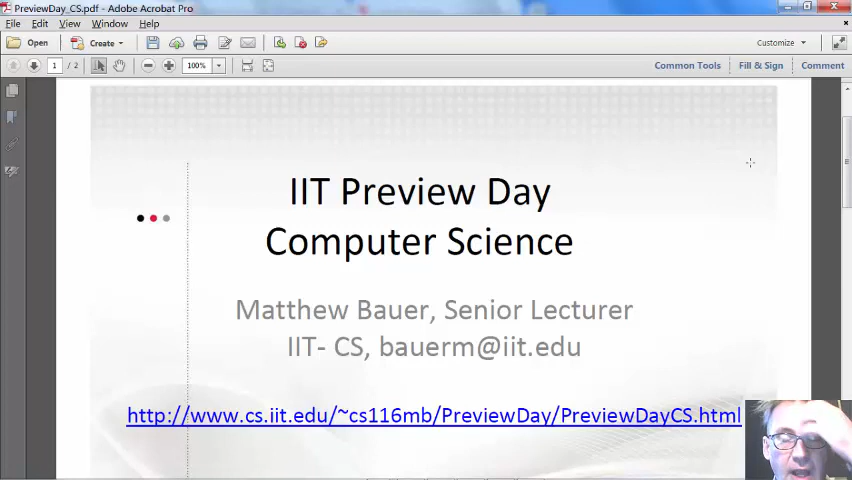 PreviewDay_CS.pdf - Adobe Acrobat Pro
File Edit View Window Help
Open Create Customize
1 / 2 100% Common Tools Fill & Sign Comment
IIT Preview Day
Computer Science
Matthew Bauer, Senior Lecturer
IIT- CS, bauerm@iit.edu
http://www.cs.iit.edu/~cs116mb/PreviewDay/PreviewDayCS.html